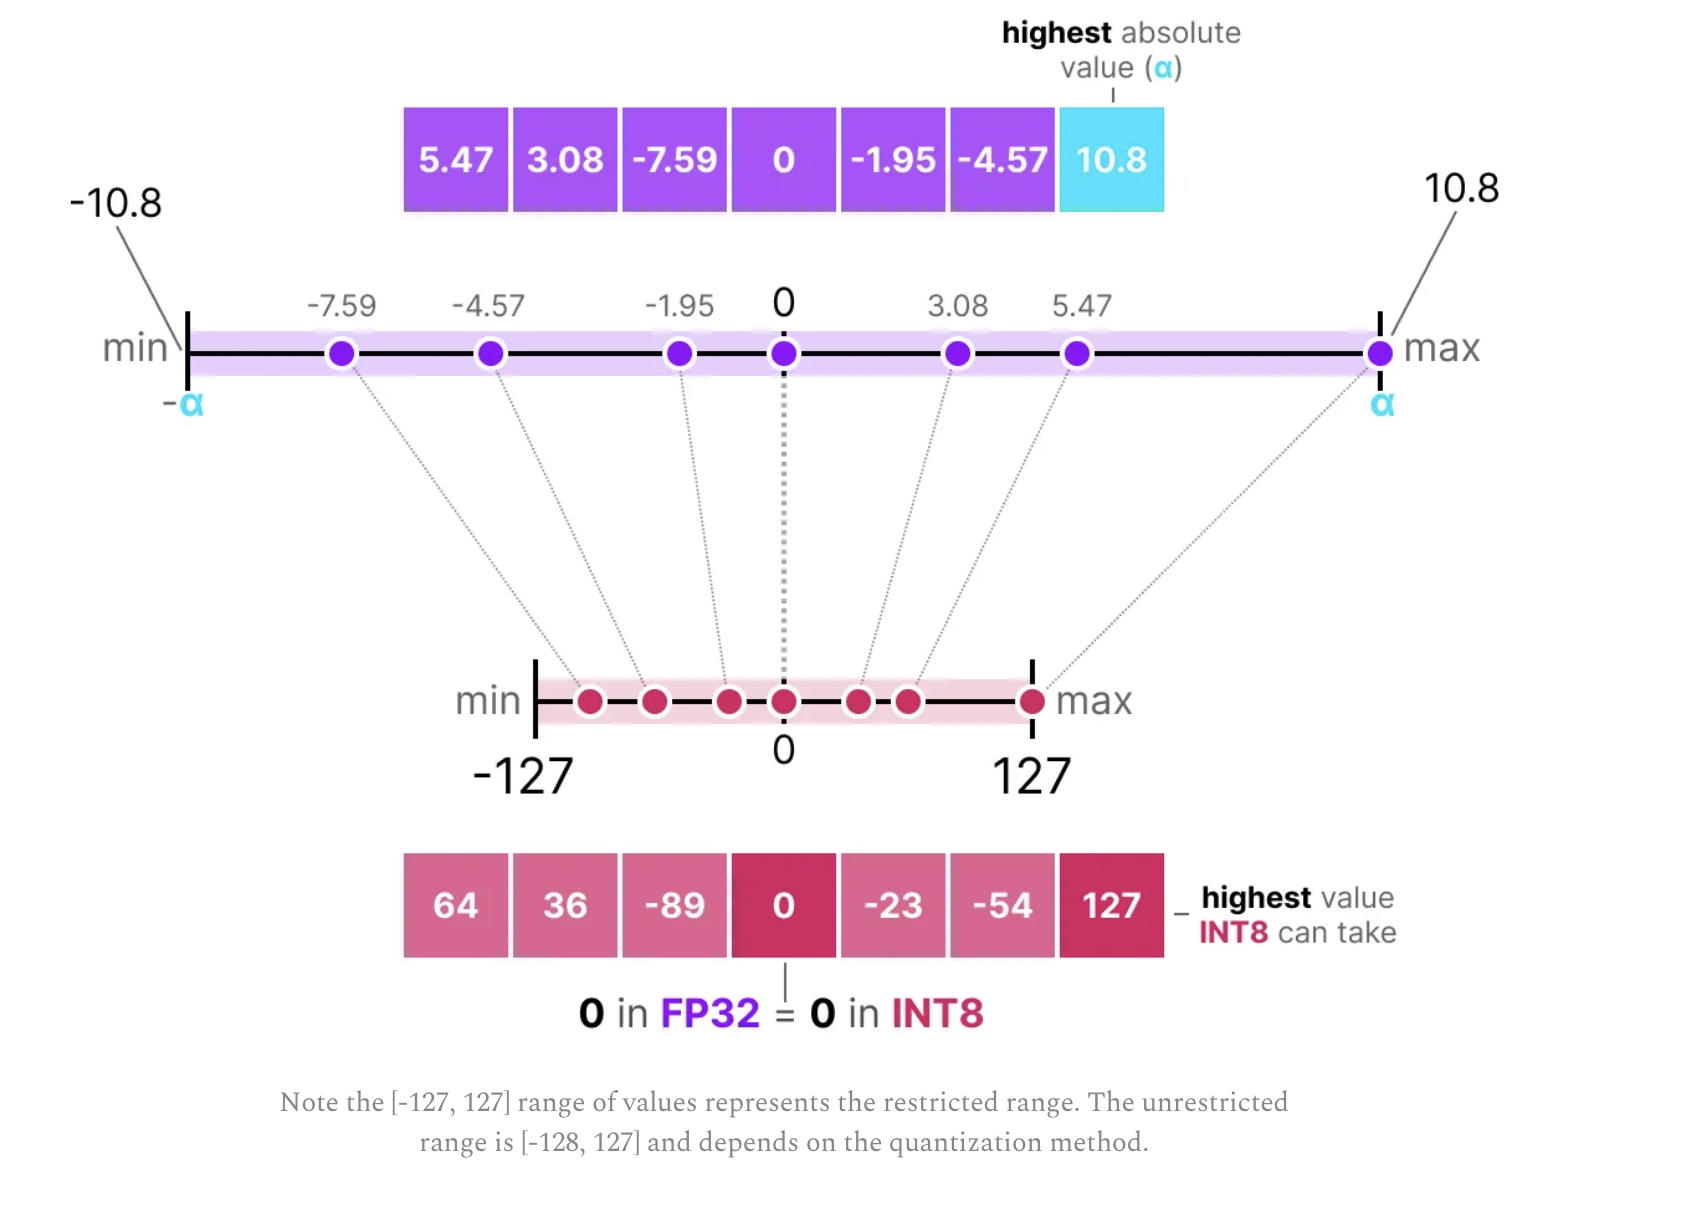 highest absolute
value (α)
5.47 3.08 -7.59 0 -1.95 -4.57 10.8
-10.8
10.8
-7.59 -4.57 -1.95 0 3.08 5.47
min
max
-α
α
min
max
-127
0
127
64 36 -89 0 -23 -54 127
highest value
INT8 can take
0 in FP32 = 0 in INT8
Note the [-127, 127] range of values represents the restricted range. The unrestricted
range is [-128, 127] and depends on the quantization method.